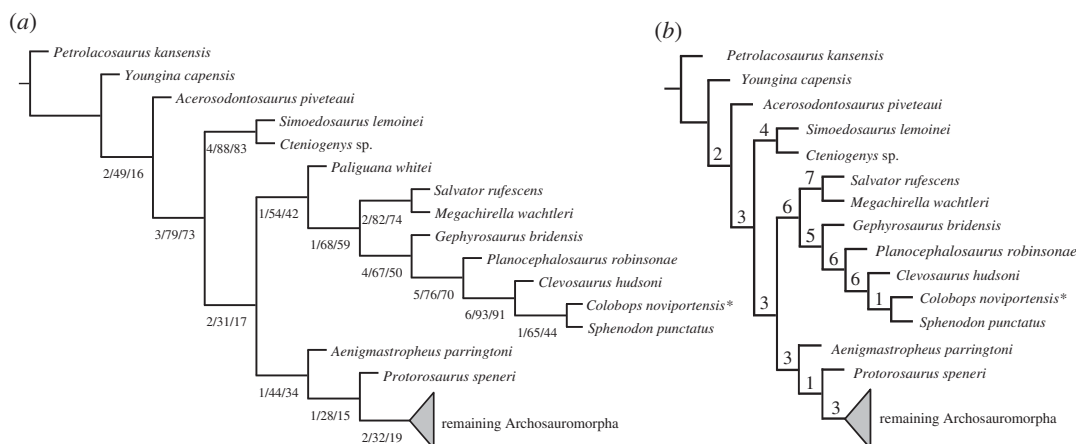 (a)
Petrolacosaurus kansensis
Youngina capensis
Acerosodontosaurus piveteaui
Simoedosaurus lemoinei
4/88/83
Cteniogenys sp.
2/49/16
Paliguana whitei
Salvator rufescens
1/54/42
2/82/74
Megachirella wachtleri
3/79/73
Gephyrosaurus bridensis
1/68/59
Planocephalosaurus robinsonae
4/67/50
Clevosaurus hudsoni
5/76/70
Colobops noviportensis*
6/93/91
Sphenodon punctatus
2/31/17
1/65/44
Aenigmastropheus parringtoni
Protorosaurus speneri
1/44/34
1/28/15
remaining Archosauromorpha
2/32/19
(b)
Petrolacosaurus kansensis
Youngina capensis
Acerosodontosaurus piveteaui
4
Simoedosaurus lemoinei
2
Cteniogenys sp.
7
Salvator rufescens
6
Megachirella wachtleri
3
Gephyrosaurus bridensis
5
Planocephalosaurus robinsonae
6
Clevosaurus hudsoni
6
1
Colobops noviportensis*
3
Sphenodon punctatus
Aenigmastropheus parringtoni
3
Protorosaurus speneri
1
3
remaining Archosauromorpha